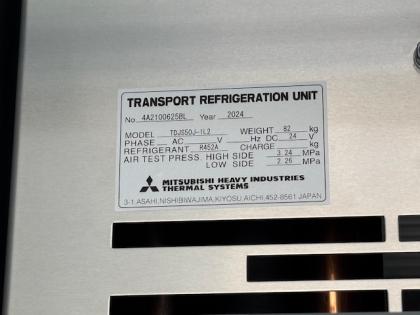 TRANSPORT REFRIGERATION UNIT
No. 4A2100625BL Year 2024
MODEL TDJS50J-1L2 WEIGHT 82 kg
PHASE AC V Hz DC 24 V
REFRIGERANT R452A CHARGE kg
AIR TEST PRESS. HIGH SIDE 3.24 MPa
LOW SIDE 2.26 MPa
MITSUBISHI HEAVY INDUSTRIES
THERMAL SYSTEMS
3-1, ASAHI, NISHIBIWAJIMA, KIYOSU, AICHI, 452-8561 JAPAN